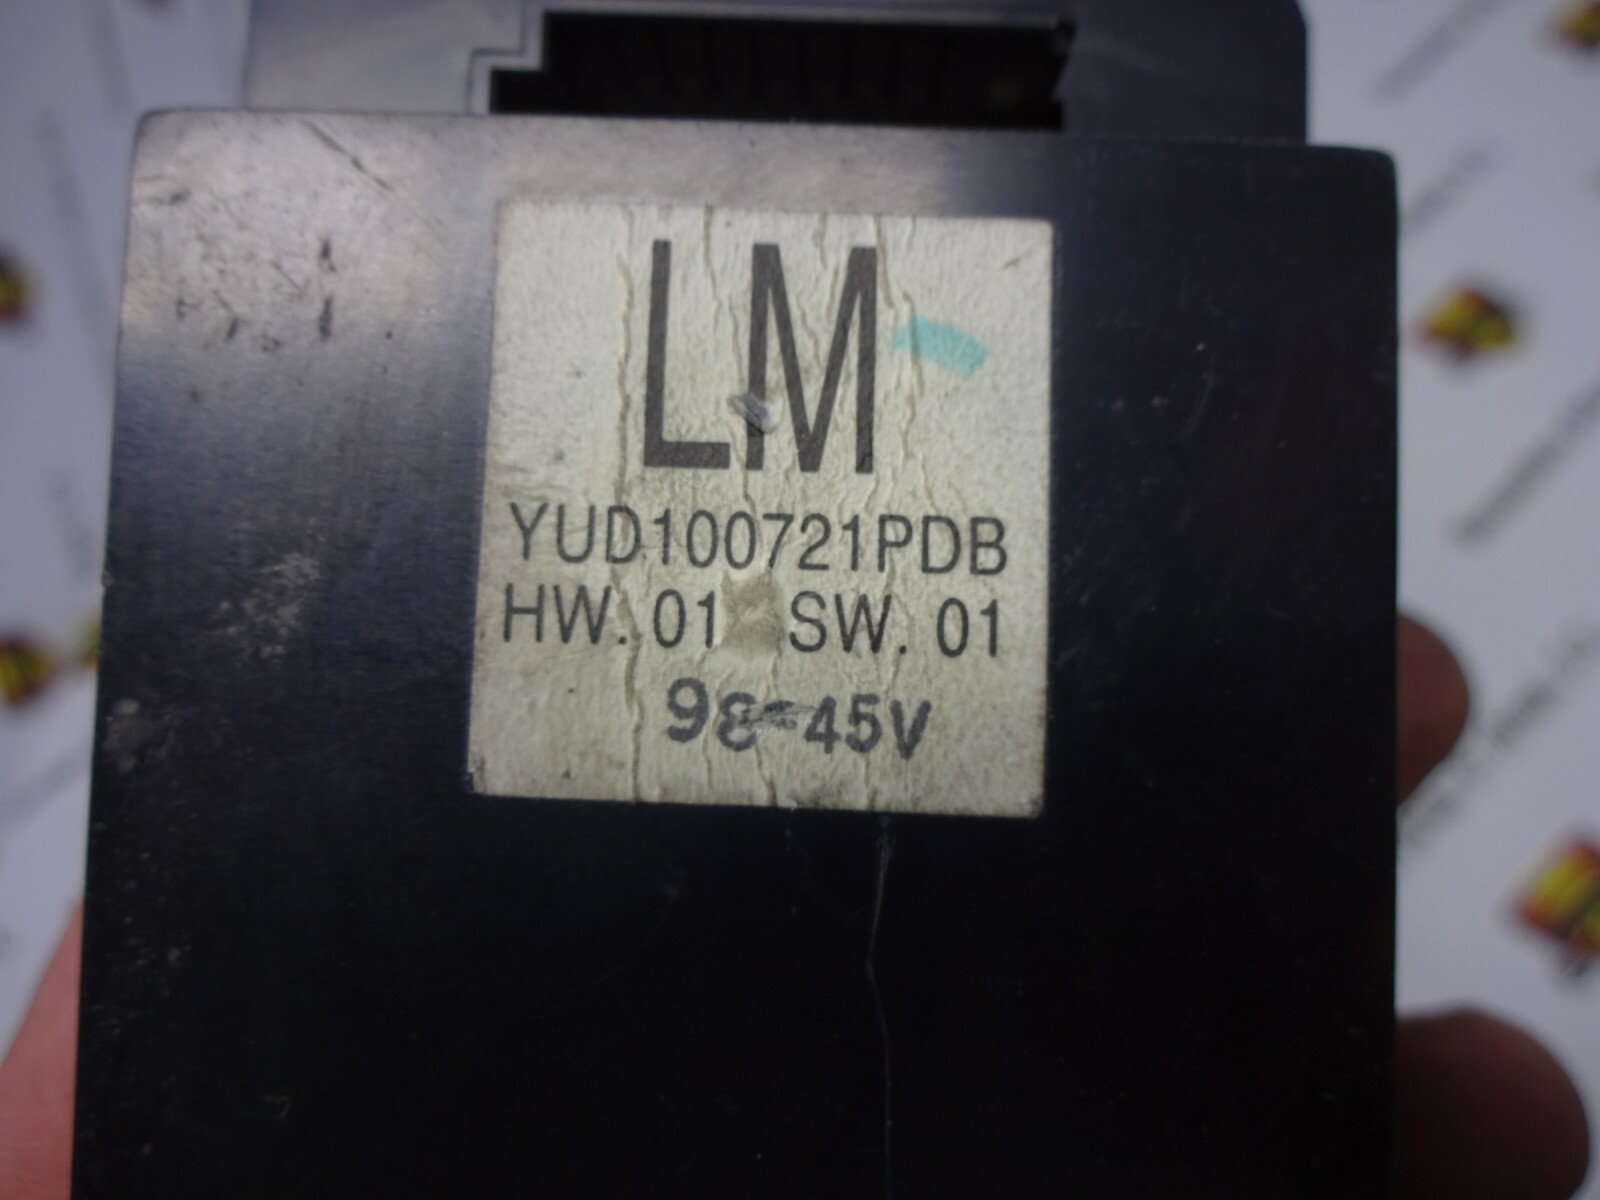 LM
YUD100721PDB
HW. 01 SW. 01
98-45V